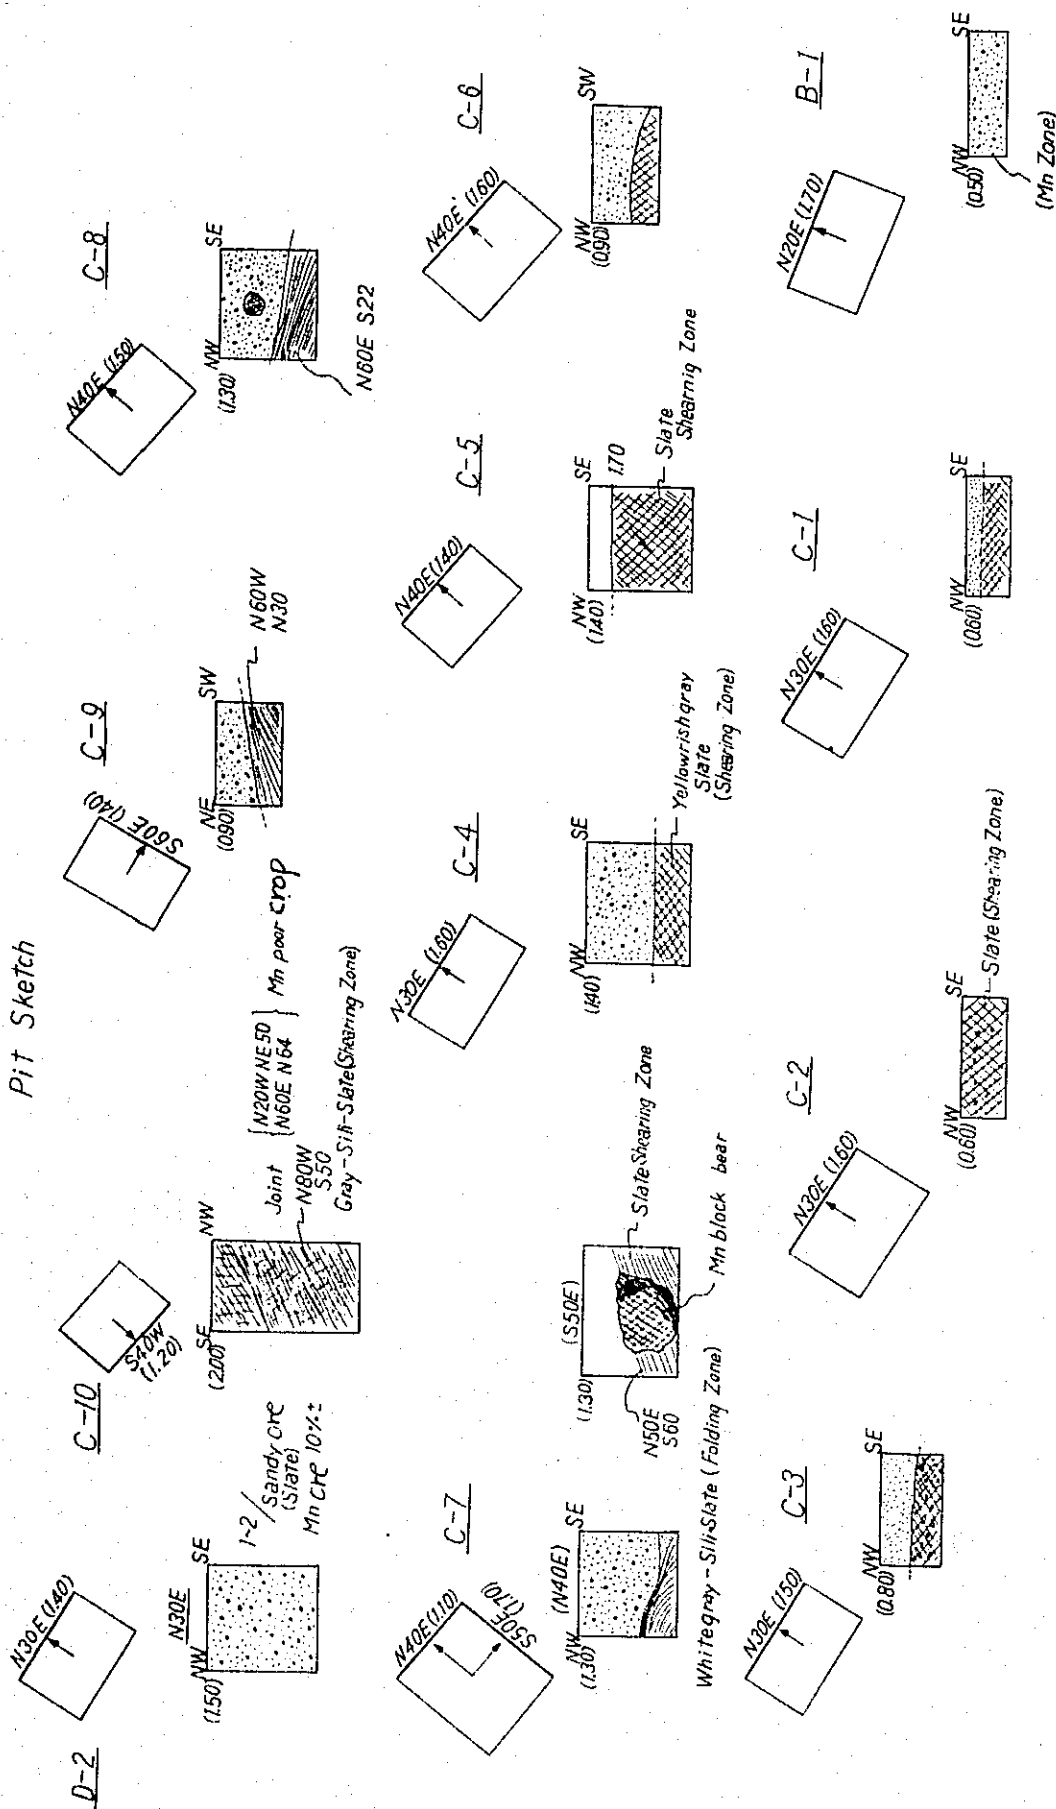 Pit Sketch
D-2
N30E (1.40)
N30E
NW
SE
(1.50)
1-2/Sandy Ore
(Slate)
Mn Ore 10%±
C-10
S40W
(1.20)
SE
NW
(2.00)
Joint
{N20W NE50
N60E N64} Mn poor crop
N80W
S50
Gray-Sili-Slate(Shearing Zone)
C-9
S60E (1.40)
NE
SW
(0.90)
N60W
N30
C-8
N40E (1.50)
NW
SE
(1.30)
N60E S22
C-7
N40E (1.10)
S50E (1.70)
(N40E)
NW
SE
(1.30)
Whitegray-Sili-Slate (Folding Zone)
(S50E)
(1.30)
N50E
S60
Slate Shearing Zone
Mn block bear
C-4
N30E (1.60)
NW
SE
(1.40)
Yellowrishgray
Slate
(Shearing Zone)
C-5
N40E (1.40)
NW
SE
(1.40)
1.70
Slate
Shearnig Zone
C-6
N40E (1.60)
NW
SW
(0.90)
C-3
N30E (1.50)
NW
SE
(0.80)
C-2
N30E (1.60)
NW
SE
(0.60)
Slate (Shearing Zone)
C-1
N30E (1.60)
NW
SE
(0.60)
B-1
N20E (1.70)
NW
SE
(0.50)
(Mn Zone)